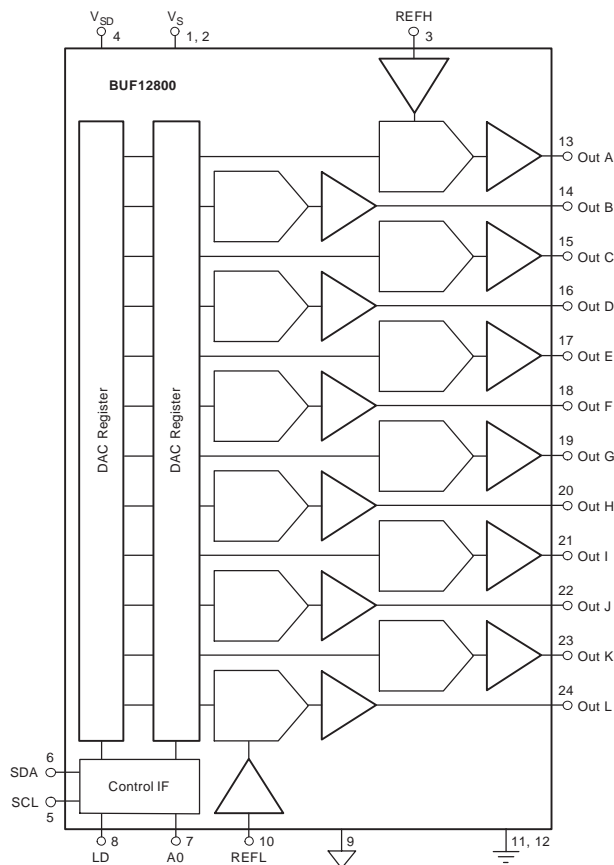 VSD
4
VS
1, 2
REFH
3
BUF12800
13
Out A
14
Out B
15
Out C
16
Out D
17
Out E
18
Out F
19
Out G
20
Out H
21
Out I
22
Out J
23
Out K
24
Out L
DAC Register
DAC Register
Control IF
6
SDA
SCL
5
8
LD
7
A0
10
REFL
9
11, 12